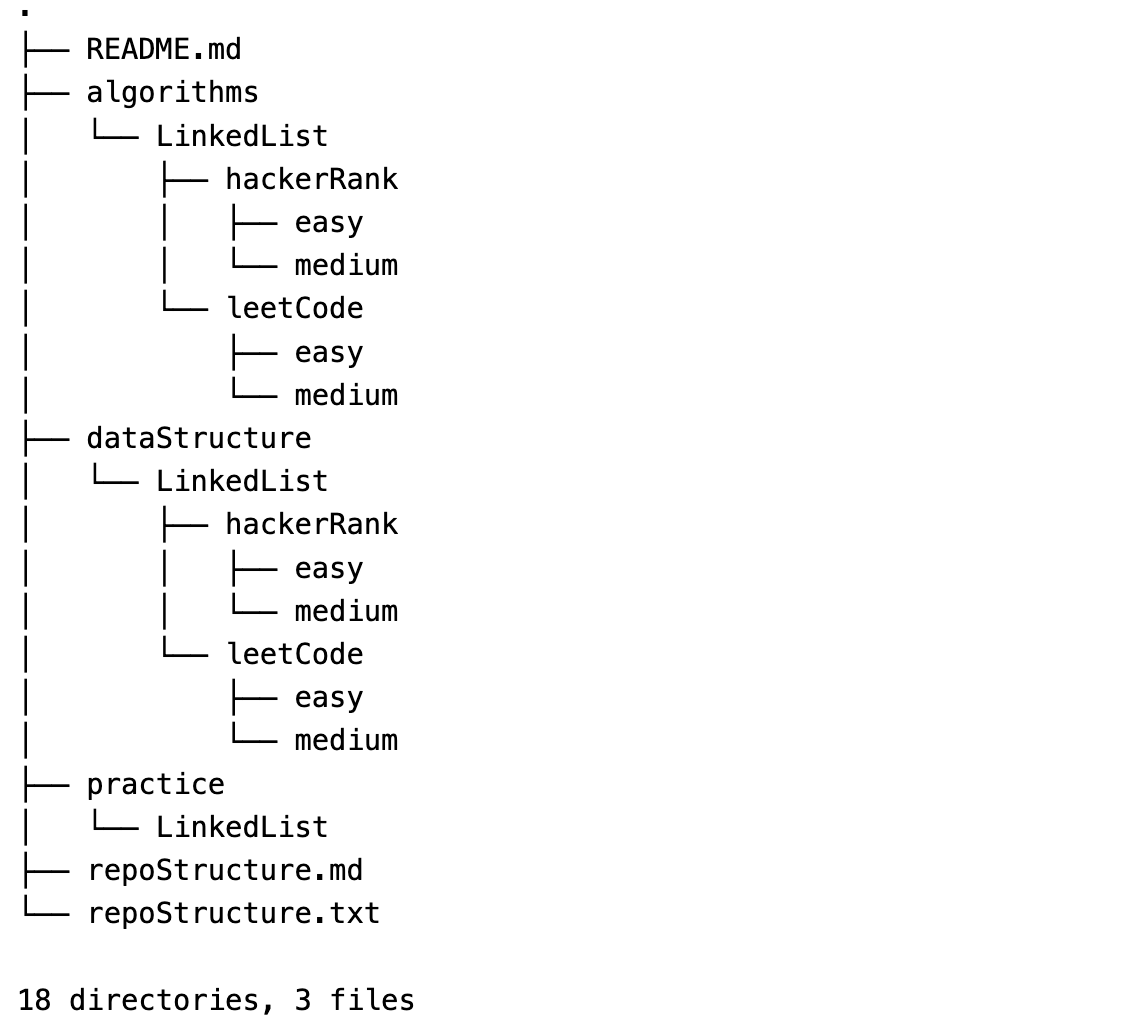 .
├── README.md
├── algorithms
│   └── LinkedList
│       ├── hackerRank
│       │   ├── easy
│       │   └── medium
│       └── leetCode
│           ├── easy
│           └── medium
├── dataStructure
│   └── LinkedList
│       ├── hackerRank
│       │   ├── easy
│       │   └── medium
│       └── leetCode
│           ├── easy
│           └── medium
├── practice
│   └── LinkedList
├── repoStructure.md
└── repoStructure.txt

18 directories, 3 files